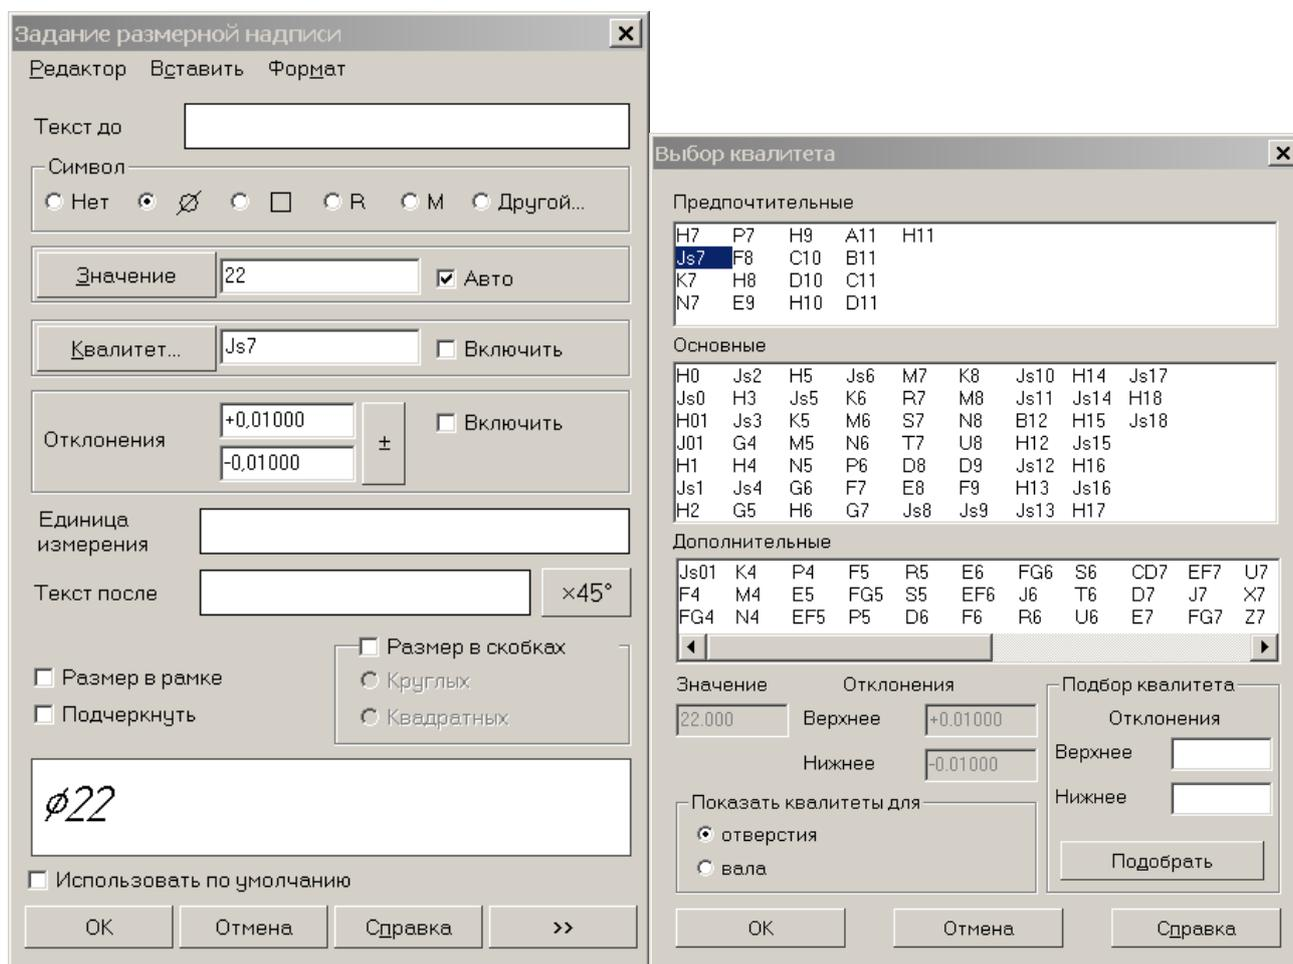 Задание размерной надписи
Редактор Вставить Формат
Текст до
Символ
Нет ⌀ □ R M Другой...
Значение 22 Авто
Квалитет... Js7 Включить
Отклонения +0,01000 ± Включить
-0,01000
Единица
измерения
Текст после ×45°
Размер в скобках
Размер в рамке Круглых
Подчеркнуть Квадратных
⌀22
Использовать по умолчанию
OK Отмена Справка >>
Выбор квалитета
Предпочтительные
H7 P7 H9 A11 H11
Js7 F8 C10 B11
K7 H8 D10 C11
N7 E9 H10 D11
Основные
H0 Js2 H5 Js6 M7 K8 Js10 H14 Js17
Js0 H3 Js5 K6 R7 M8 Js11 Js14 H18
H01 Js3 K5 M6 S7 N8 B12 H15 Js18
J01 G4 M5 N6 T7 U8 H12 Js15
H1 H4 N5 P6 D8 D9 Js12 H16
Js1 Js4 G6 F7 E8 F9 H13 Js16
H2 G5 H6 G7 Js8 Js9 Js13 H17
Дополнительные
Js01 K4 P4 F5 R5 E6 FG6 S6 CD7 EF7 U7
F4 M4 E5 FG5 S5 EF6 J6 T6 D7 J7 X7
FG4 N4 EF5 P5 D6 F6 R6 U6 E7 FG7 Z7
Значение Отклонения
22.000 Верхнее +0.01000
Нижнее -0.01000
Показать квалитеты для
отверстия
вала
Подбор квалитета
Отклонения
Верхнее
Нижнее
Подобрать
OK Отмена Справка